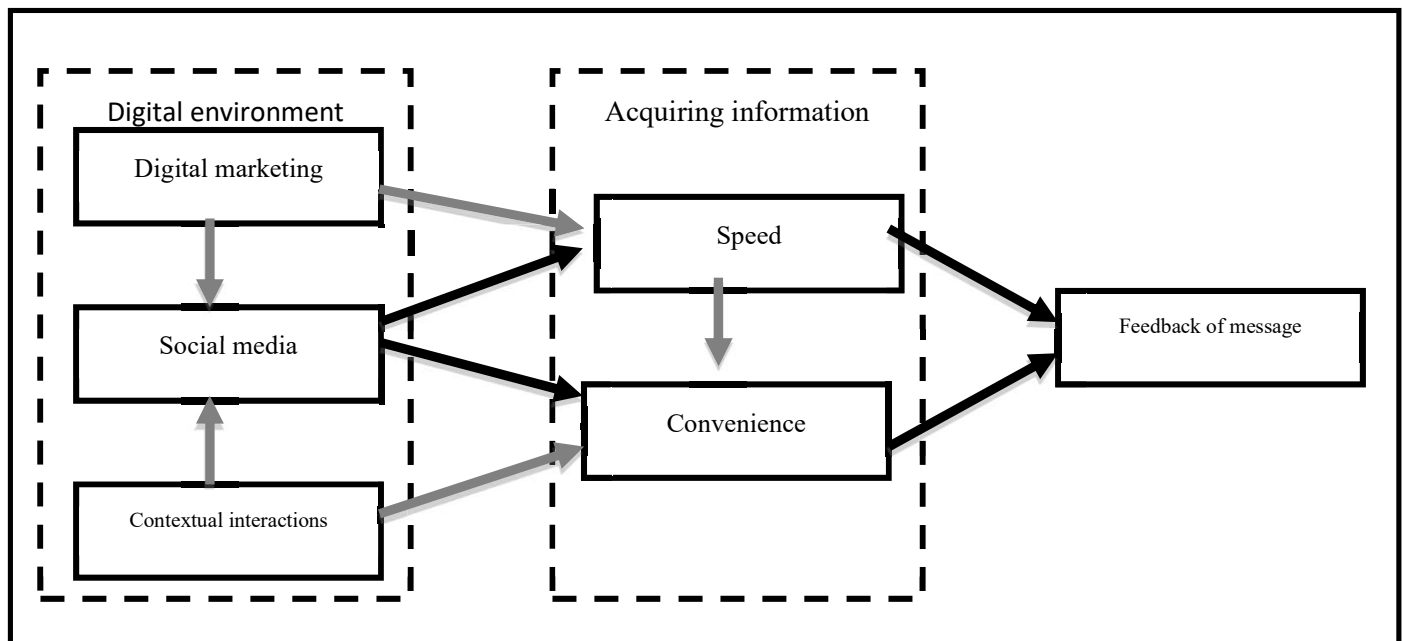 Digital environment
Digital marketing
Social media
Contextual interactions
Acquiring information
Speed
Convenience
Feedback of message